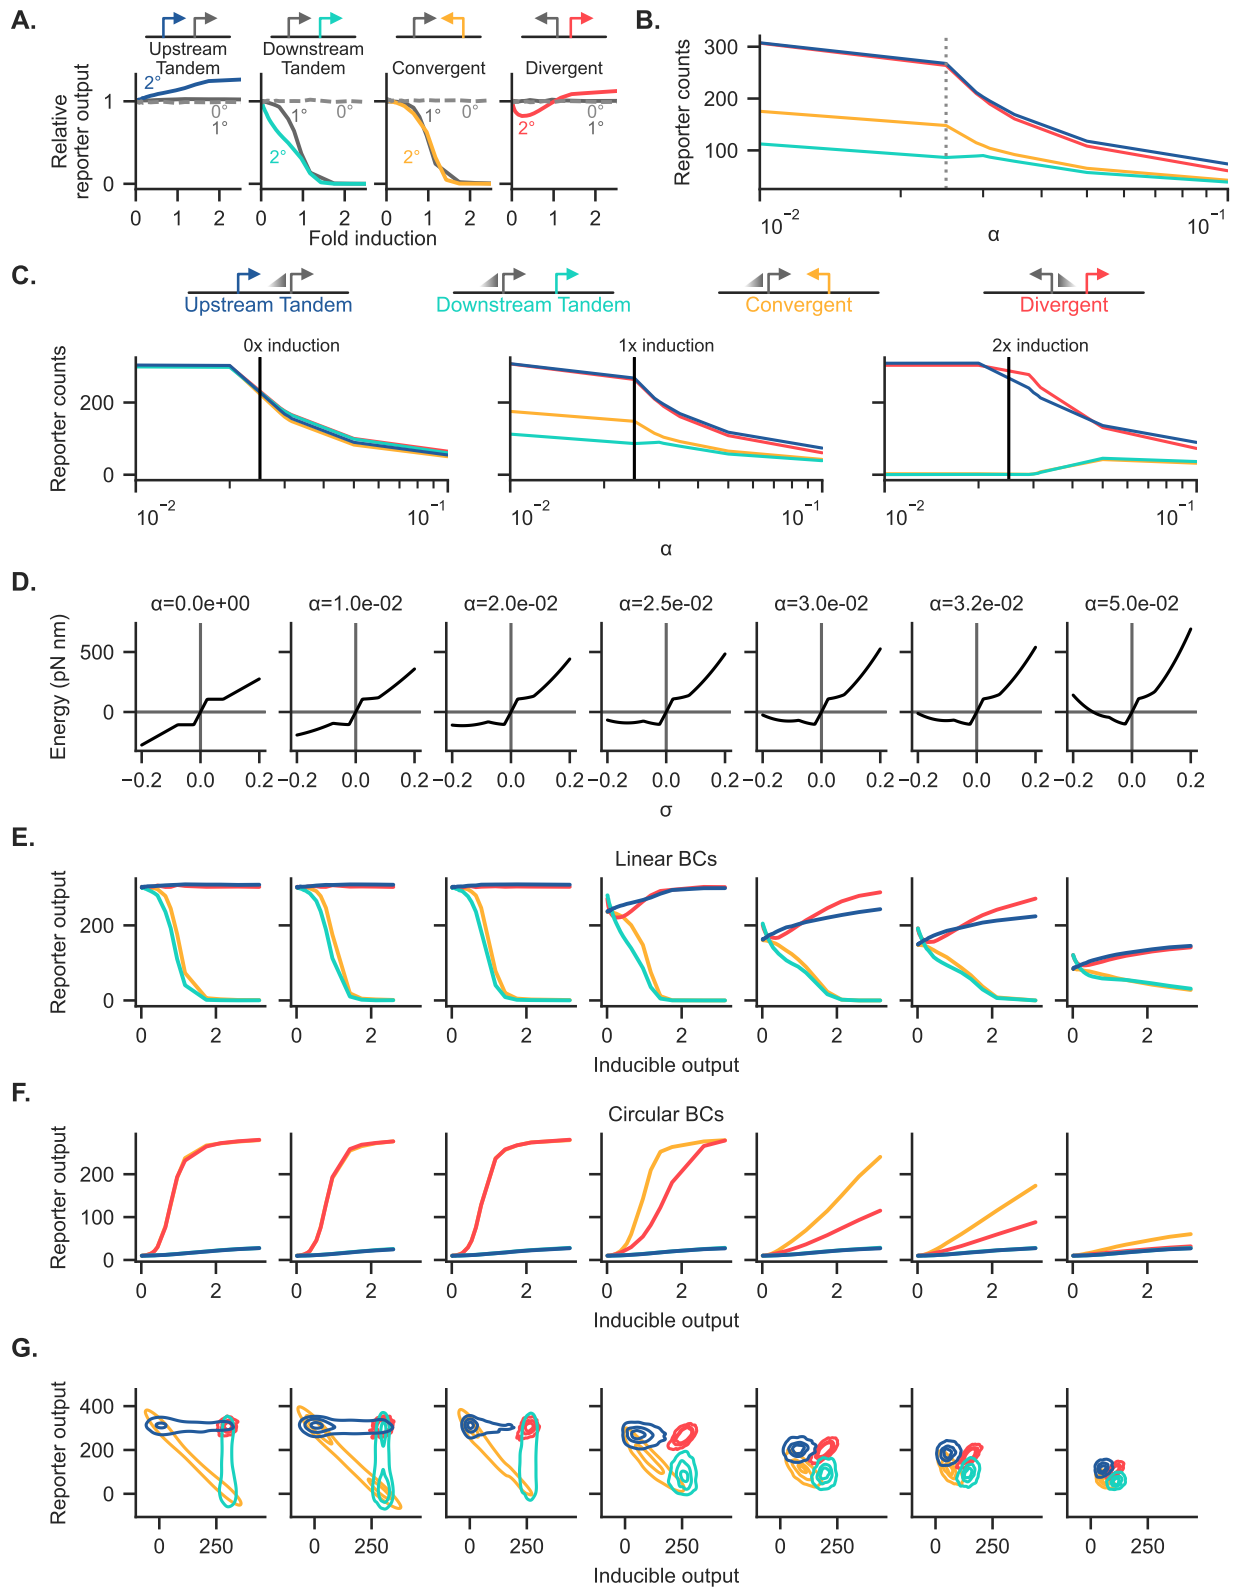 A.
Upstream
Tandem
Downstream
Tandem
Convergent
Divergent
Relative
reporter output
1
0
2°
0°
1°
1°
0°
2°
1°
0°
2°
2°
0°
1°
0 1 2
0 1 2
0 1 2
0 1 2
Fold induction
B.
Reporter counts
300
200
100
10⁻²
10⁻¹
α
C.
Upstream Tandem
Downstream Tandem
Convergent
Divergent
Reporter counts
200
0
0x induction
1x induction
2x induction
10⁻² 10⁻¹
10⁻² 10⁻¹
10⁻² 10⁻¹
α
D.
α=0.0e+00
α=1.0e-02
α=2.0e-02
α=2.5e-02
α=3.0e-02
α=3.2e-02
α=5.0e-02
Energy (pN nm)
500
0
−0.2 0.0 0.2
−0.2 0.0 0.2
−0.2 0.0 0.2
−0.2 0.0 0.2
−0.2 0.0 0.2
−0.2 0.0 0.2
−0.2 0.0 0.2
σ
E.
Linear BCs
Reporter output
200
0
0 2
0 2
0 2
0 2
0 2
0 2
0 2
Inducible output
F.
Circular BCs
Reporter output
200
100
0
0 2
0 2
0 2
0 2
0 2
0 2
0 2
Inducible output
G.
Reporter output
400
200
0
0 250
0 250
0 250
0 250
0 250
0 250
0 250
Inducible output